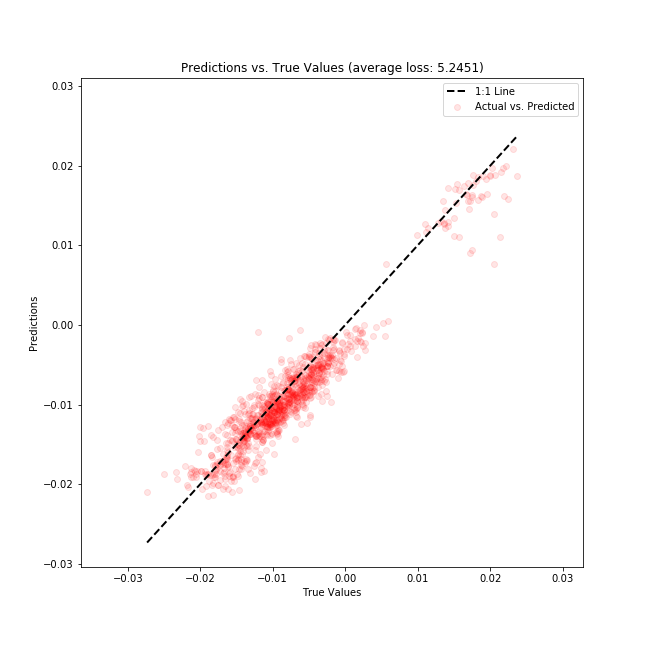 Predictions vs. True Values (average loss: 5.2451)
1:1 Line
Actual vs. Predicted
0.03
0.02
0.01
0.00
−0.01
−0.02
−0.03
Predictions
−0.03 −0.02 −0.01 0.00 0.01 0.02 0.03
True Values